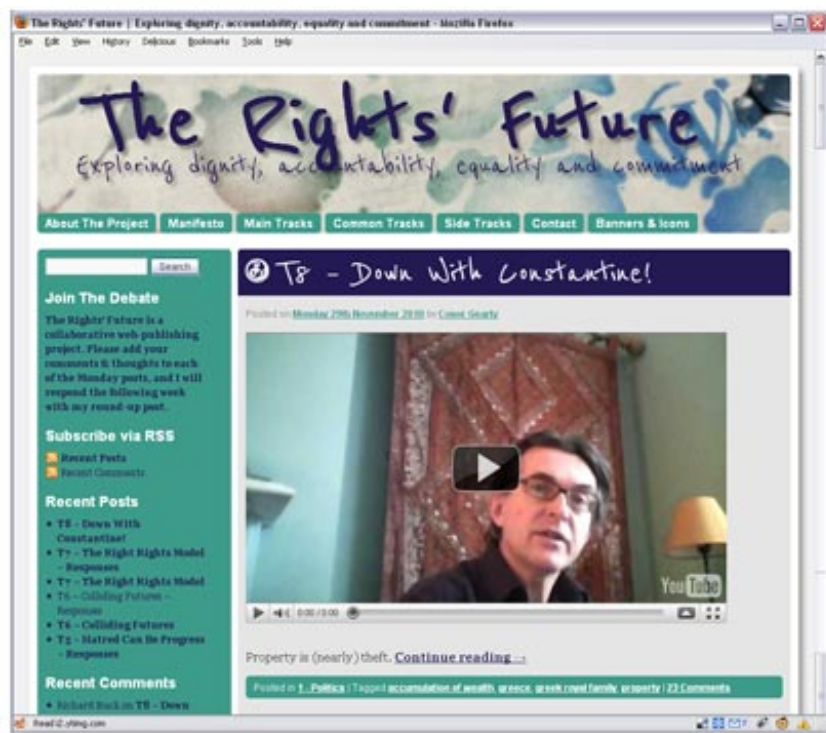 The Rights' Future | Exploring dignity, accountability, equality and commitment - Mozilla Firefox
File Edit View History Delicious Bookmarks Tools Help
The Rights' Future
Exploring dignity, accountability, equality and commitment
About The Project Manifesto Main Tracks Common Tracks Side Tracks Contact Banners & Icons
Search
Join The Debate
The Rights' Future is a
collaborative web-publishing
project. Please add your
comments & thoughts to each
of the Monday posts, and I will
respond the following week
with my round-up post.
Subscribe via RSS
Recent Posts
Recent Comments
Recent Posts
T8 - Down With
Constantine!
T7 - The Right Rights Model
- Responses
T7 - The Right Rights Model
T6 - Colliding Futures -
Responses
T6 - Colliding Futures
T5 - Hatred Can Be Progress
- Responses
Recent Comments
Richard Buck on T8 - Down
T8 - Down With Constantine!
Posted on Monday 29th November 2010 by Conor Gearty
YouTube
0:00 / 0:00
Property is (nearly) theft. Continue reading →
Posted in 1 - Politics | Tagged accumulation of wealth, greece, greek royal family, property | 23 Comments